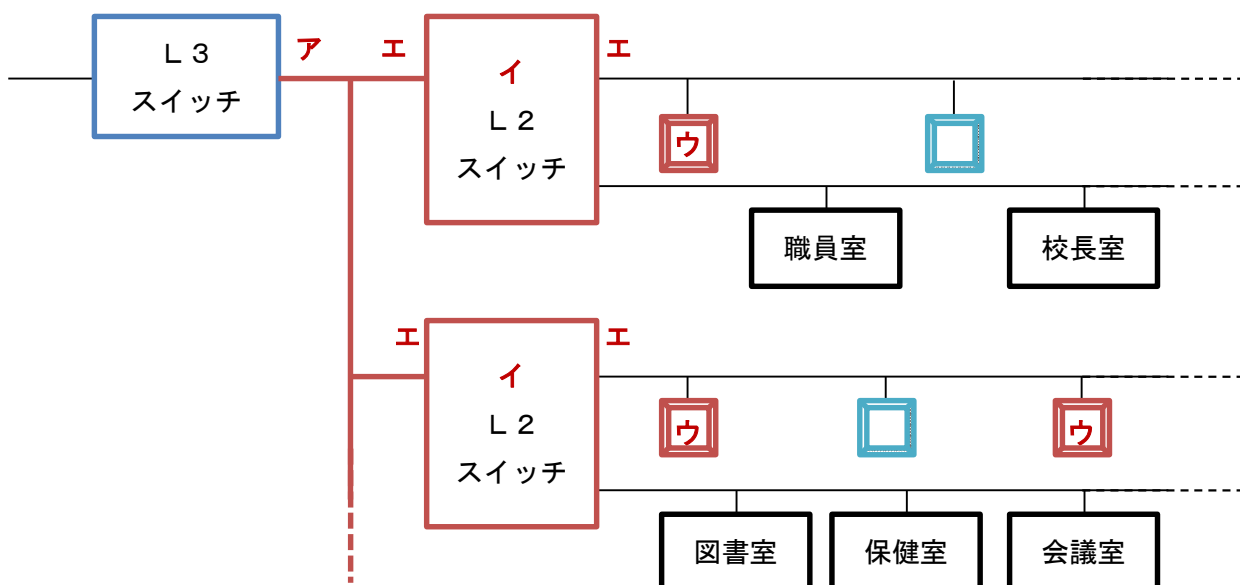 L3
スイッチ
ア
エ
イ
L2
スイッチ
エ
ウ
職員室
校長室
エ
イ
L2
スイッチ
エ
ウ
ウ
図書室
保健室
会議室